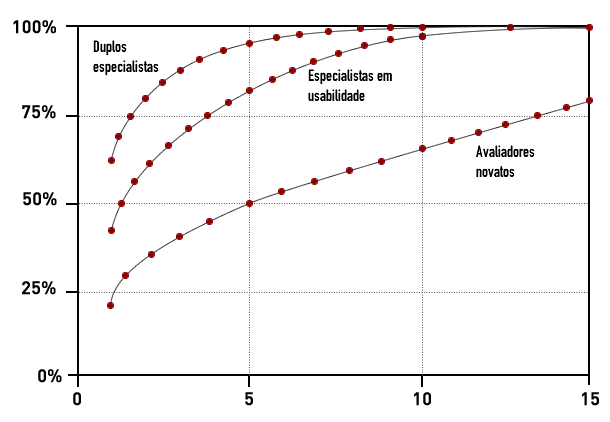 100%
Duplos
especialistas
Especialistas em
usabilidade
75%
Avaliadores
novatos
50%
25%
0%
0 5 10 15